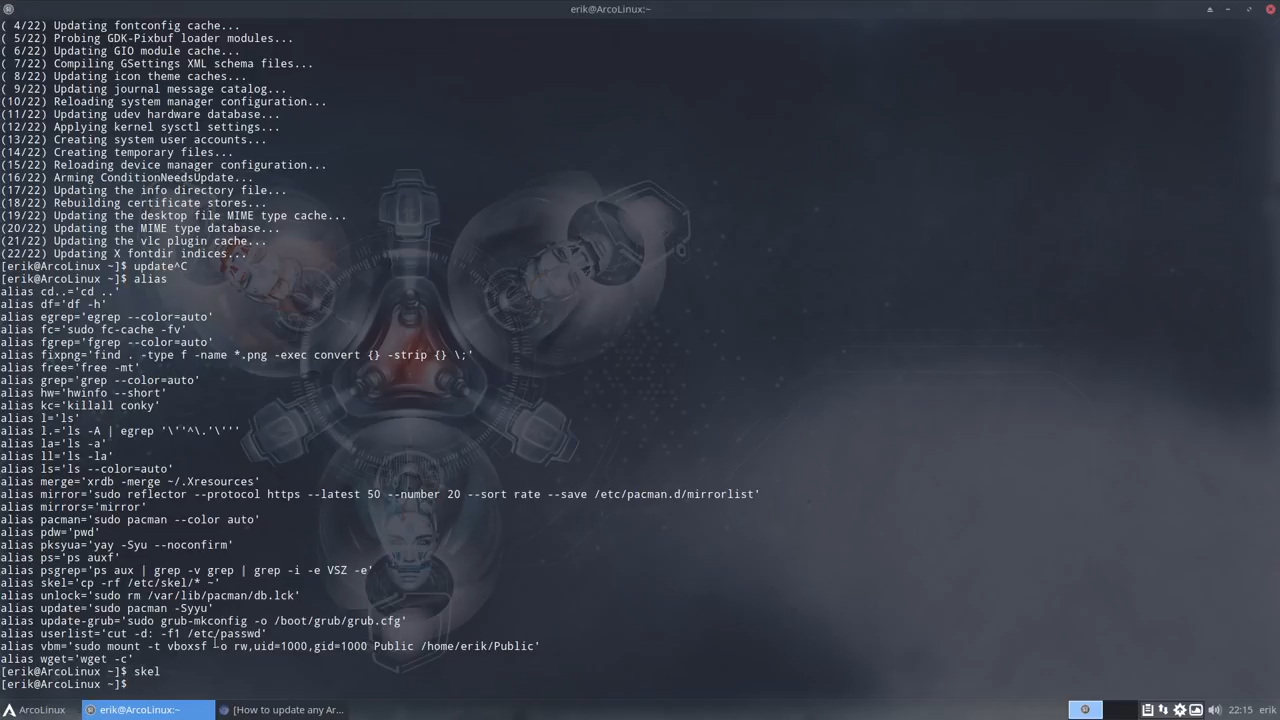 erik@ArcoLinux:~
( 4/22) Updating fontconfig cache...
( 5/22) Probing GDK-Pixbuf loader modules...
( 6/22) Updating GIO module cache...
( 7/22) Compiling GSettings XML schema files...
( 8/22) Updating icon theme caches...
( 9/22) Updating journal message catalog...
(10/22) Reloading system manager configuration...
(11/22) Updating udev hardware database...
(12/22) Applying kernel sysctl settings...
(13/22) Creating system user accounts...
(14/22) Creating temporary files...
(15/22) Reloading device manager configuration...
(16/22) Arming ConditionNeedsUpdate...
(17/22) Updating the info directory file...
(18/22) Rebuilding certificate stores...
(19/22) Updating the desktop file MIME type cache...
(20/22) Updating the MIME type database...
(21/22) Updating the vlc plugin cache...
(22/22) Updating X fontdir indices...
[erik@ArcoLinux ~]$ update^C
[erik@ArcoLinux ~]$ alias
alias cd..='cd ..'
alias df='df -h'
alias egrep='egrep --color=auto'
alias fc='sudo fc-cache -fv'
alias fgrep='fgrep --color=auto'
alias fixpng='find . -type f -name *.png -exec convert {} -strip {} \;'
alias free='free -mt'
alias grep='grep --color=auto'
alias hw='hwinfo --short'
alias kc='killall conky'
alias l='ls'
alias l.='ls -A | egrep '\''^\.'\'''
alias la='ls -a'
alias ll='ls -la'
alias ls='ls --color=auto'
alias merge='xrdb -merge ~/.Xresources'
alias mirror='sudo reflector --protocol https --latest 50 --number 20 --sort rate --save /etc/pacman.d/mirrorlist'
alias mirrors='mirror'
alias pacman='sudo pacman --color auto'
alias pdw='pwd'
alias pksyua='yay -Syu --noconfirm'
alias ps='ps auxf'
alias psgrep='ps aux | grep -v grep | grep -i -e VSZ -e'
alias skel='cp -rf /etc/skel/* ~'
alias unlock='sudo rm /var/lib/pacman/db.lck'
alias update='sudo pacman -Syyu'
alias update-grub='sudo grub-mkconfig -o /boot/grub/grub.cfg'
alias userlist='cut -d: -f1 /etc/passwd'
alias vbm='sudo mount -t vboxsf -o rw,uid=1000,gid=1000 Public /home/erik/Public'
alias wget='wget -c'
[erik@ArcoLinux ~]$ skel
[erik@ArcoLinux ~]$
ArcoLinux erik@ArcoLinux:~ [How to update any Ar... 22:15 erik